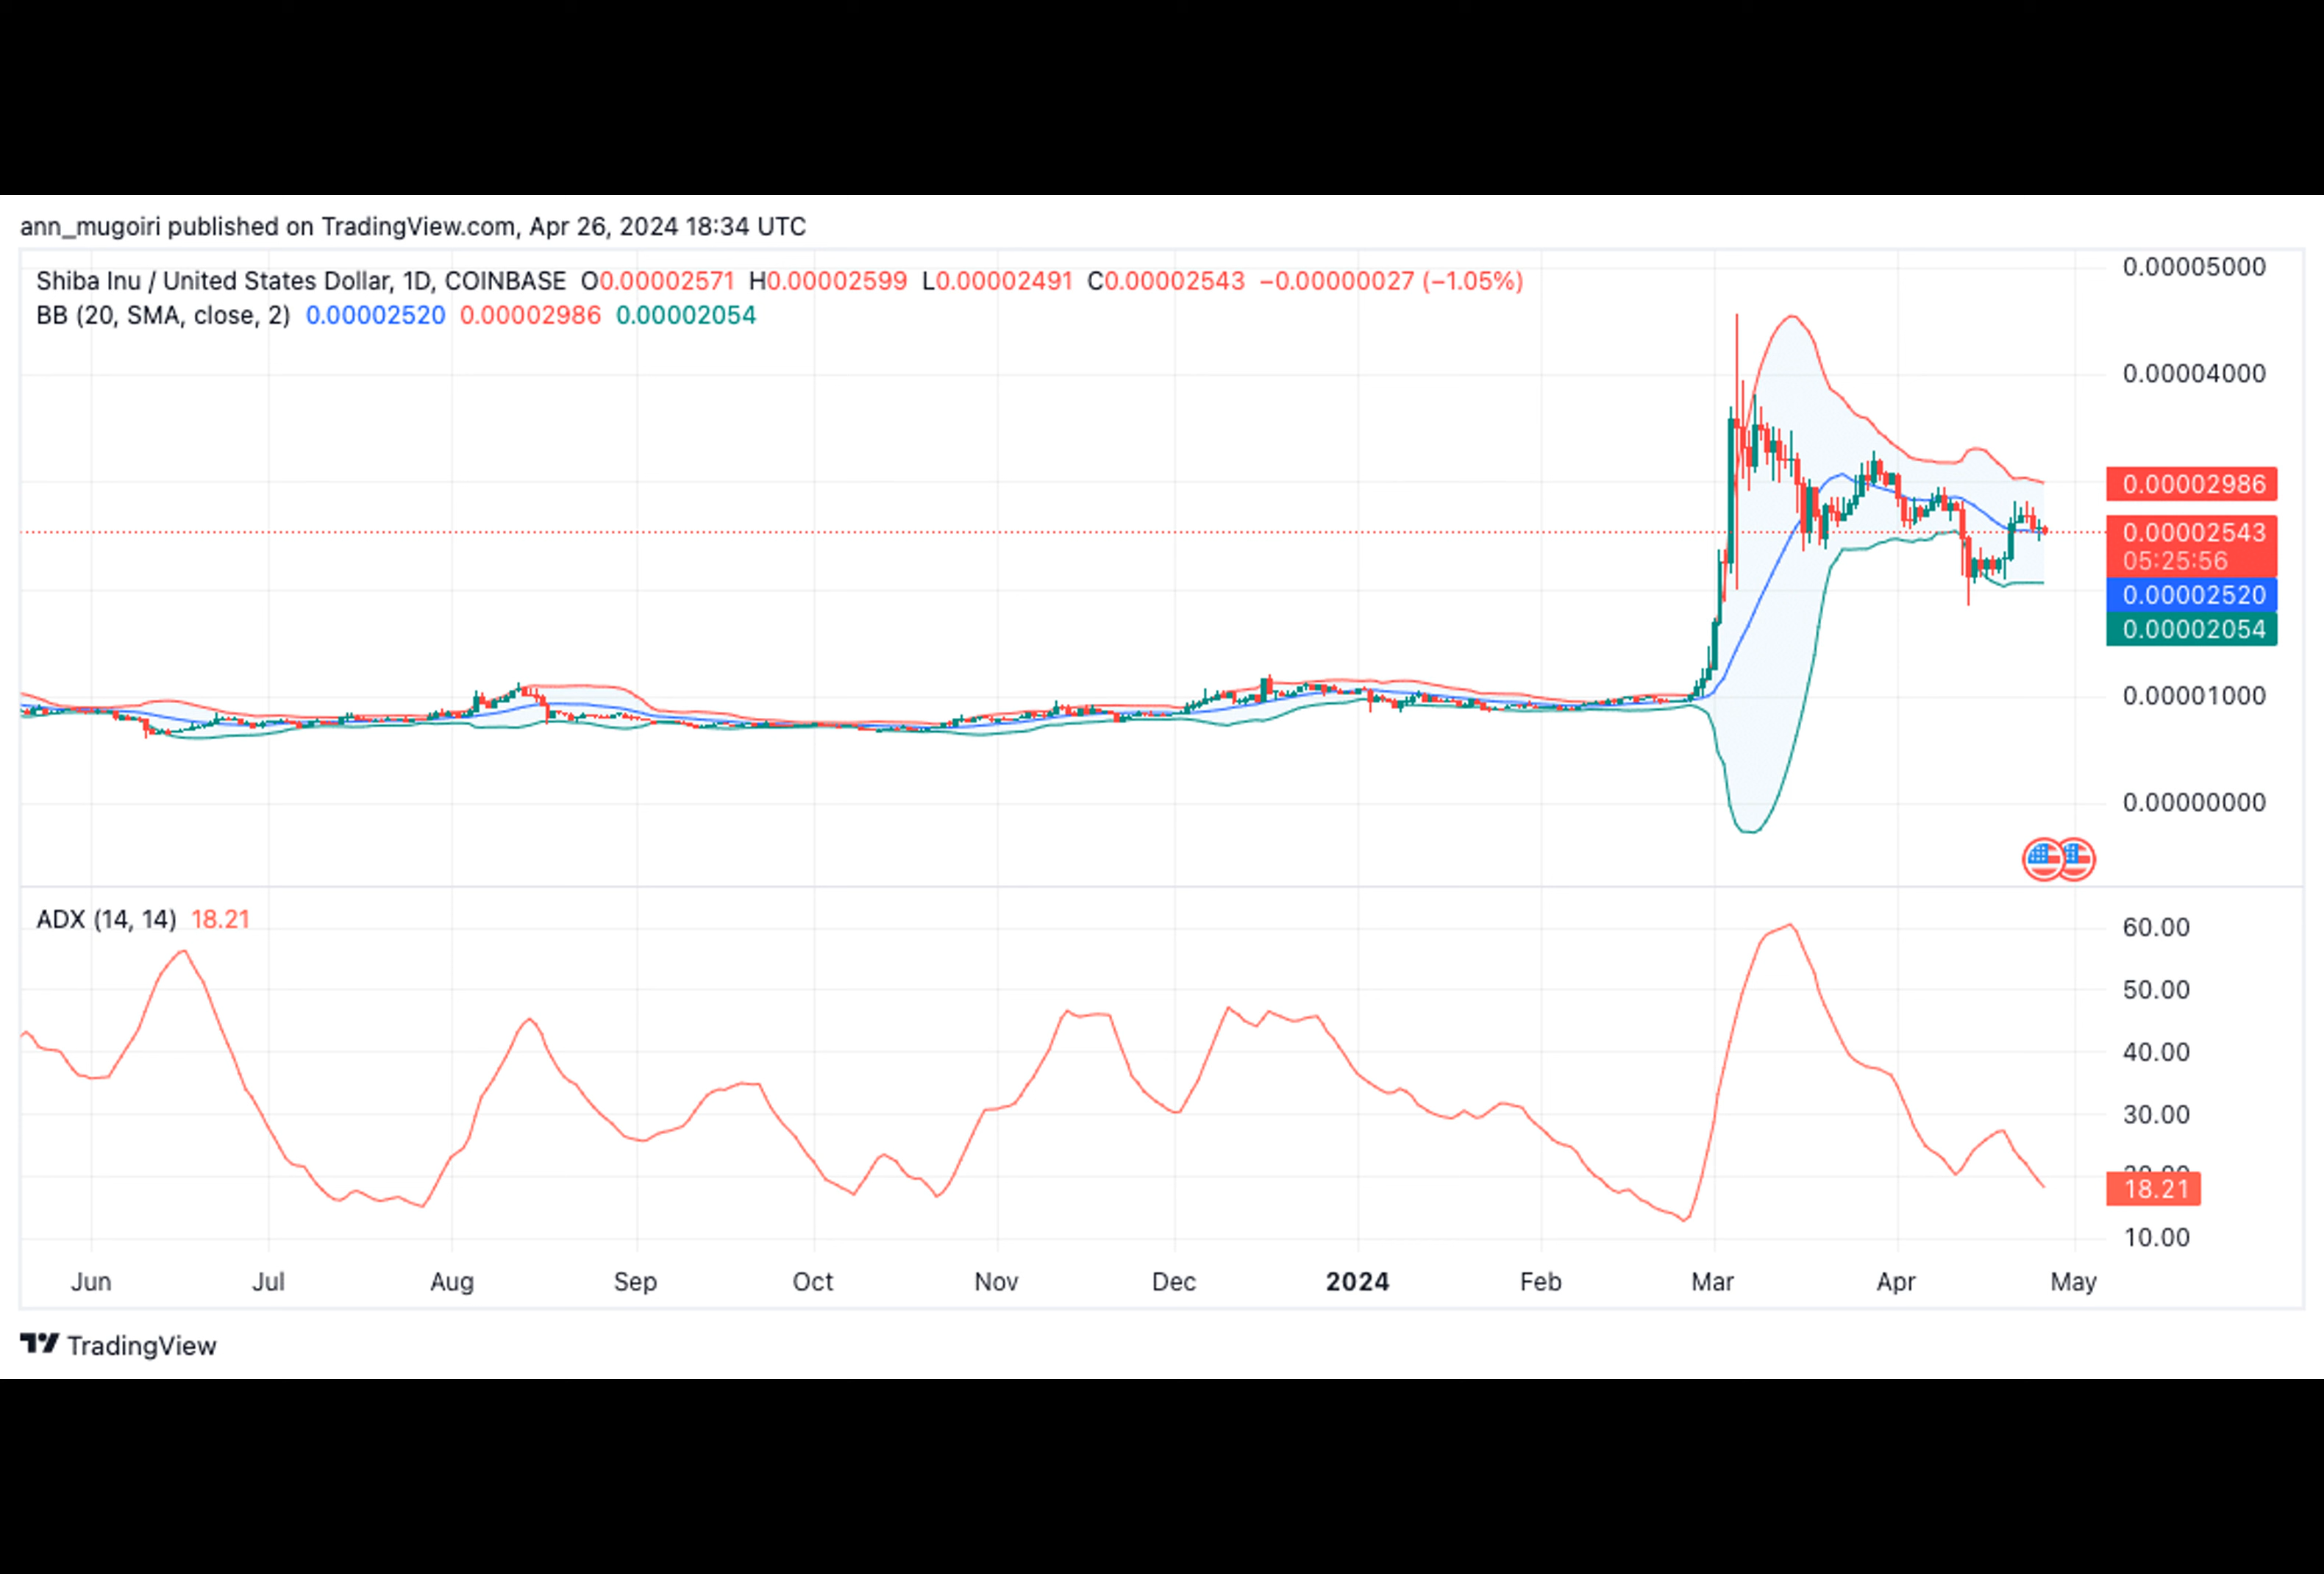 ann_mugoiri published on TradingView.com, Apr 26, 2024 18:34 UTC
Shiba Inu / United States Dollar, 1D, COINBASE O0.00002571 H0.00002599 L0.00002491 C0.00002543 −0.00000027 (−1.05%)
BB (20, SMA, close, 2) 0.00002520 0.00002986 0.00002054
0.00005000
0.00004000
0.00002986
0.00002543
05:25:56
0.00002520
0.00002054
0.00001000
0.00000000
ADX (14, 14) 18.21
60.00
50.00
40.00
30.00
20.00
18.21
10.00
Jun Jul Aug Sep Oct Nov Dec 2024 Feb Mar Apr May
TradingView